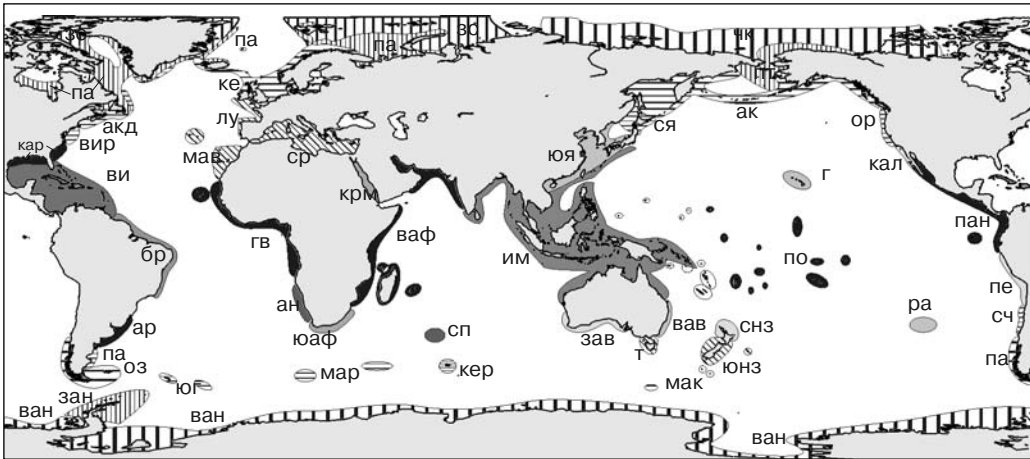 зс
па
зс
чк
па
па
ке
акд
лу
ср
мав
вир
кар
ви
крм
гв
ваф
бр
ан
юаф
ар
па
оз
зан
юг
ван
ван
мар
кер
сп
им
юя
ся
ак
ор
кал
г
пан
по
пе
ра
сч
па
зав
вав
т
снз
юнз
мак
ван